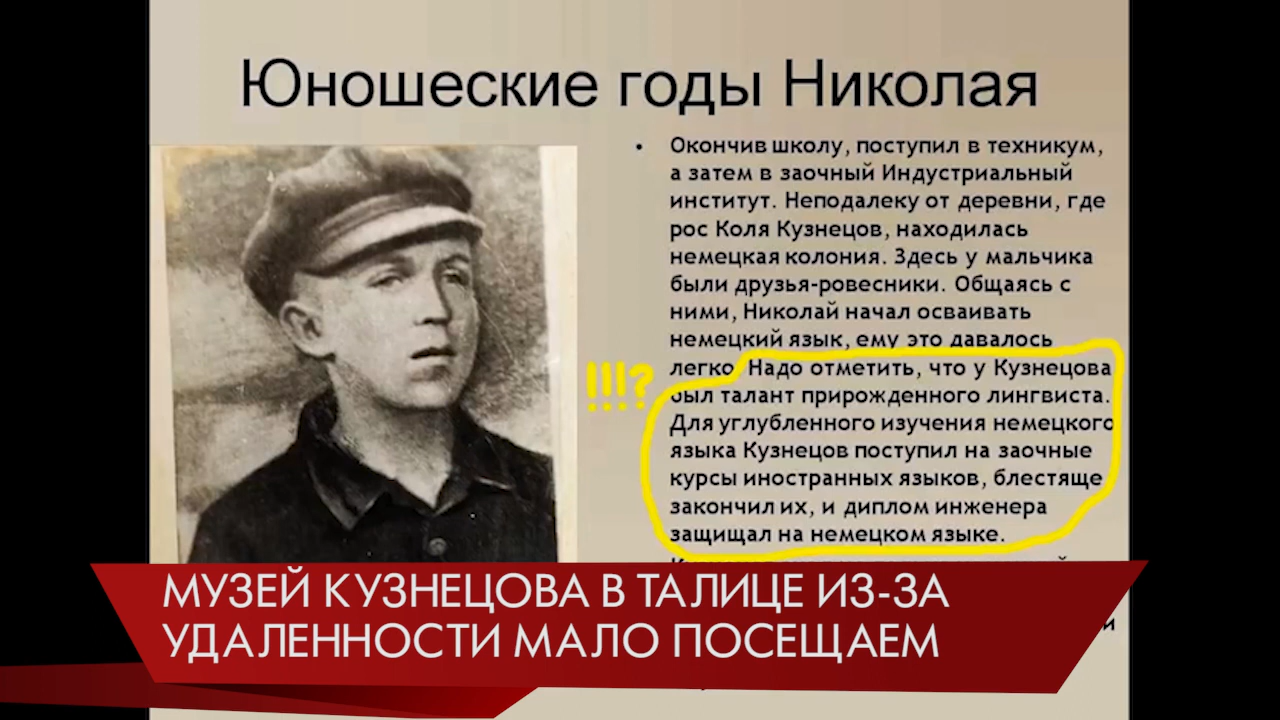 Юношеские годы Николая
• Окончив школу, поступил в техникум,
а затем в заочный Индустриальный
институт. Неподалеку от деревни, где
рос Коля Кузнецов, находилась
немецкая колония. Здесь у мальчика
были друзья-ровесники. Общаясь с
ними, Николай начал осваивать
немецкий язык, ему это давалось
легко. Надо отметить, что у Кузнецова
!!!?
был талант прирожденного лингвиста.
Для углубленного изучения немецкого
языка Кузнецов поступил на заочные
курсы иностранных языков, блестяще
закончил их, и диплом инженера
защищал на немецком языке.
МУЗЕЙ КУЗНЕЦОВА В ТАЛИЦЕ ИЗ-ЗА
УДАЛЕННОСТИ МАЛО ПОСЕЩАЕМ